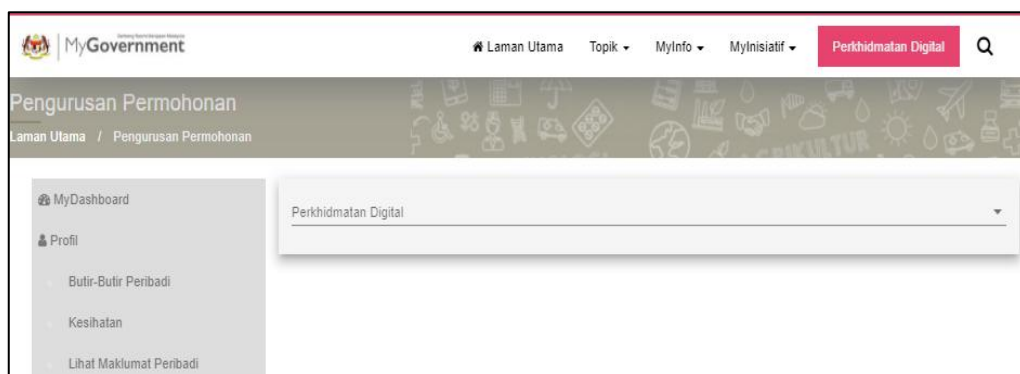 MyGovernment
Laman Utama Topik MyInfo MyInisiatif Perkhidmatan Digital
Pengurusan Permohonan
Laman Utama / Pengurusan Permohonan
AGRIKULTUR
MyDashboard
Perkhidmatan Digital
Profil
Butir-Butir Peribadi
Kesihatan
Lihat Maklumat Peribadi